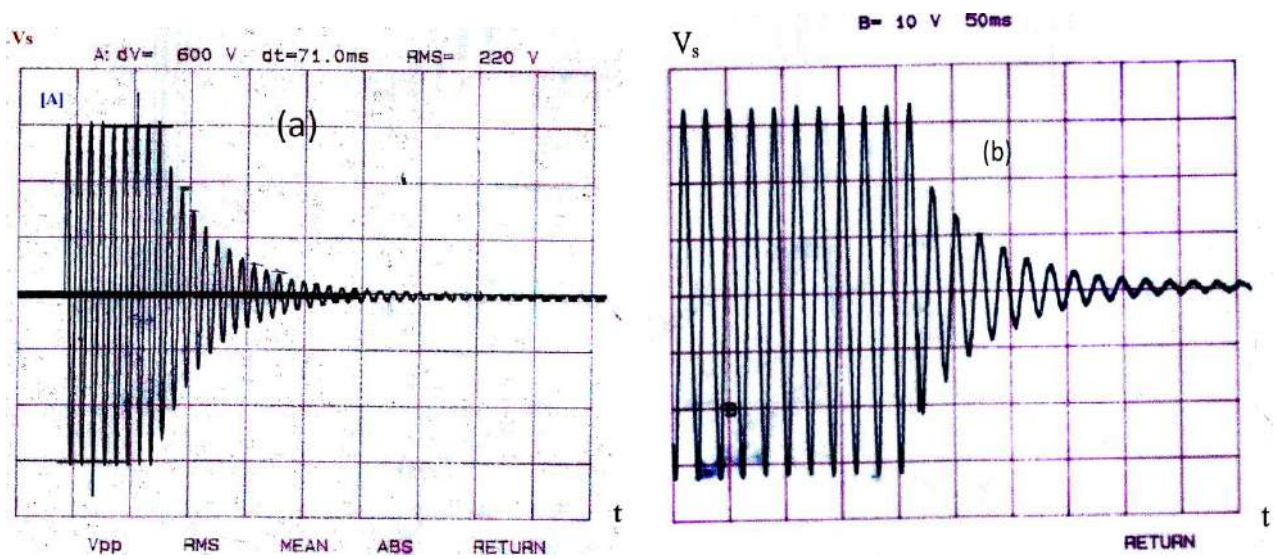 Vs
A: dV= 600 V dt=71.0ms RMS= 220 V
[A]
(a)
t
Vpp RMS MEAN ABS RETURN
B= 10 V 50ms
Vs
(b)
t
RETURN